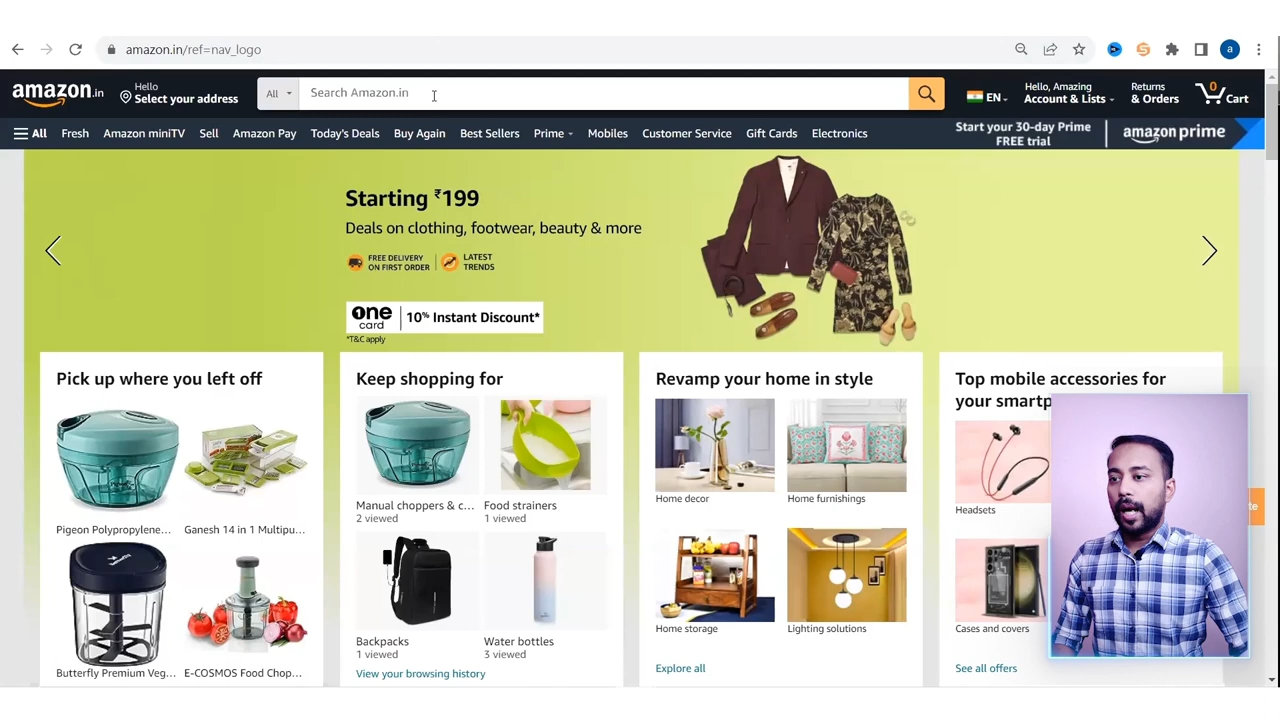 amazon.in/ref=nav_logo
a
amazon.in
Hello
Select your address
All
Search Amazon.in
EN
Hello, Amazing
Account & Lists
Returns
& Orders
0
Cart
All
Fresh
Amazon miniTV
Sell
Amazon Pay
Today's Deals
Buy Again
Best Sellers
Prime
Mobiles
Customer Service
Gift Cards
Electronics
Start your 30-day Prime
FREE trial
amazon prime
Starting ₹199
Deals on clothing, footwear, beauty & more
FREE DELIVERY
ON FIRST ORDER
LATEST
TRENDS
one
card
10% Instant Discount*
*T&C apply
Pick up where you left off
Pigeon Polypropylene...
Ganesh 14 in 1 Multipu...
Butterfly Premium Veg...
E-COSMOS Food Chop...
Keep shopping for
Manual choppers & c...
2 viewed
Food strainers
1 viewed
Backpacks
1 viewed
Water bottles
3 viewed
View your browsing history
Revamp your home in style
Home decor
Home furnishings
Home storage
Lighting solutions
Explore all
Top mobile accessories for
your smartp
Headsets
Cases and covers
See all offers
te